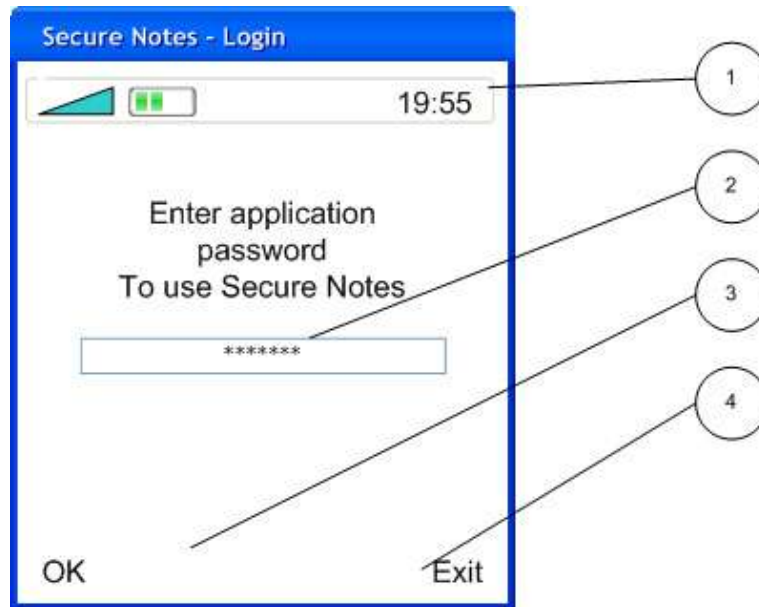 Secure Notes - Login
19:55
1
Enter application
password
2
To use Secure Notes
3
*******
4
OK
Exit